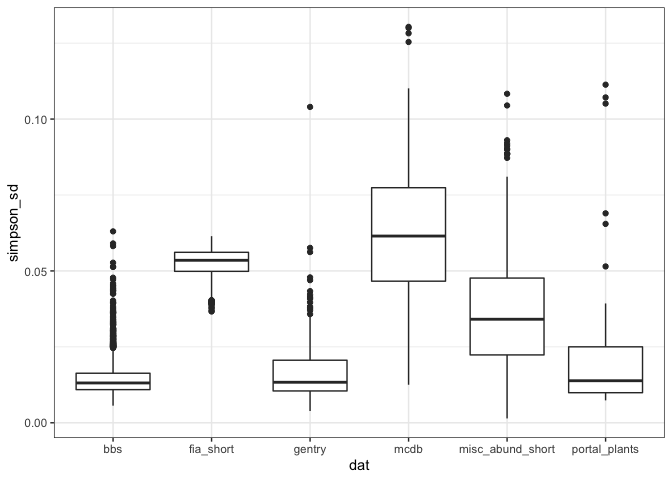 simpson_sd
0.10
0.05
0.00
bbs
fia_short
gentry
mcdb
misc_abund_short
portal_plants
dat